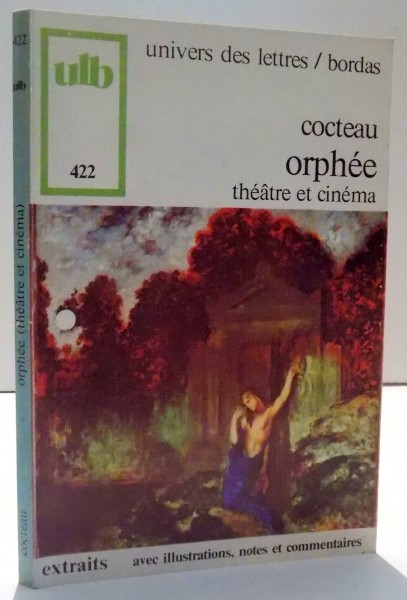 422
ulb
orphée (théâtre et cinéma)
cocteau
ulb
422
univers des lettres / bordas
cocteau
orphée
théâtre et cinéma
extraits avec illustrations, notes et commentaires